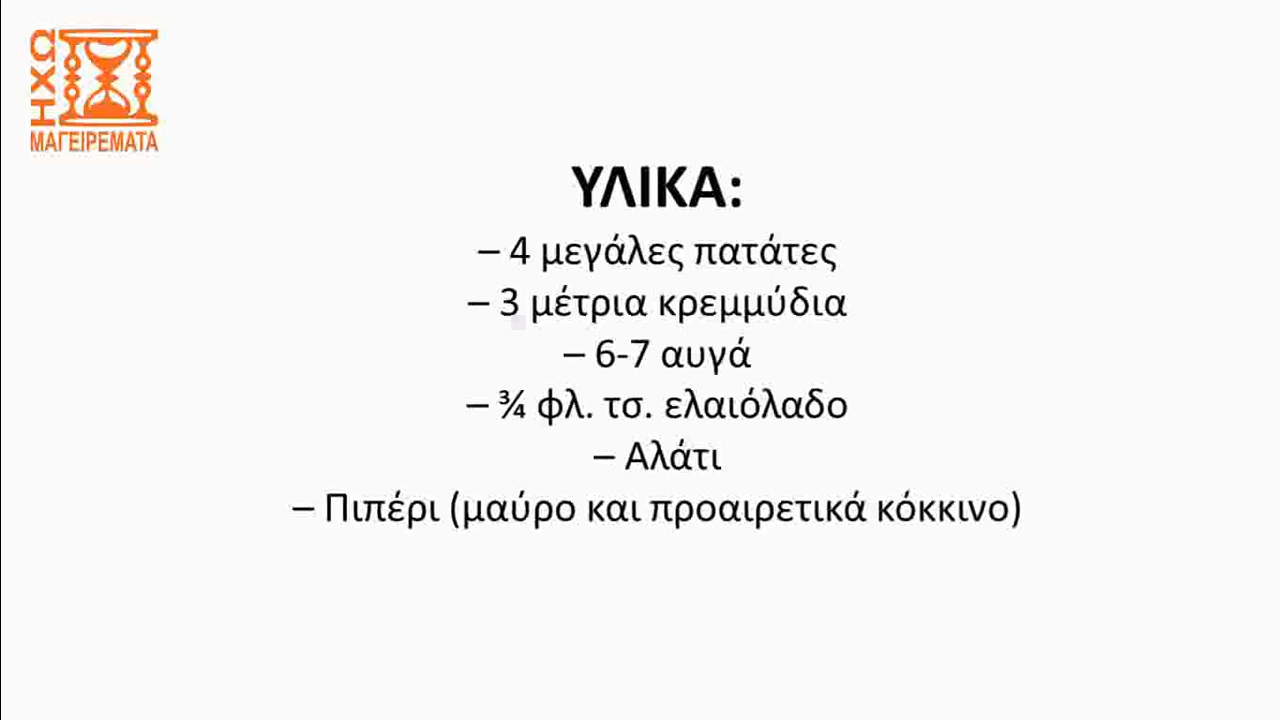 ΗΧΩ
ΜΑΓΕΙΡΕΜΑΤΑ
ΥΛΙΚΑ:
– 4 μεγάλες πατάτες
– 3 μέτρια κρεμμύδια
– 6-7 αυγά
– ¾ φλ. τσ. ελαιόλαδο
– Αλάτι
– Πιπέρι (μαύρο και προαιρετικά κόκκινο)